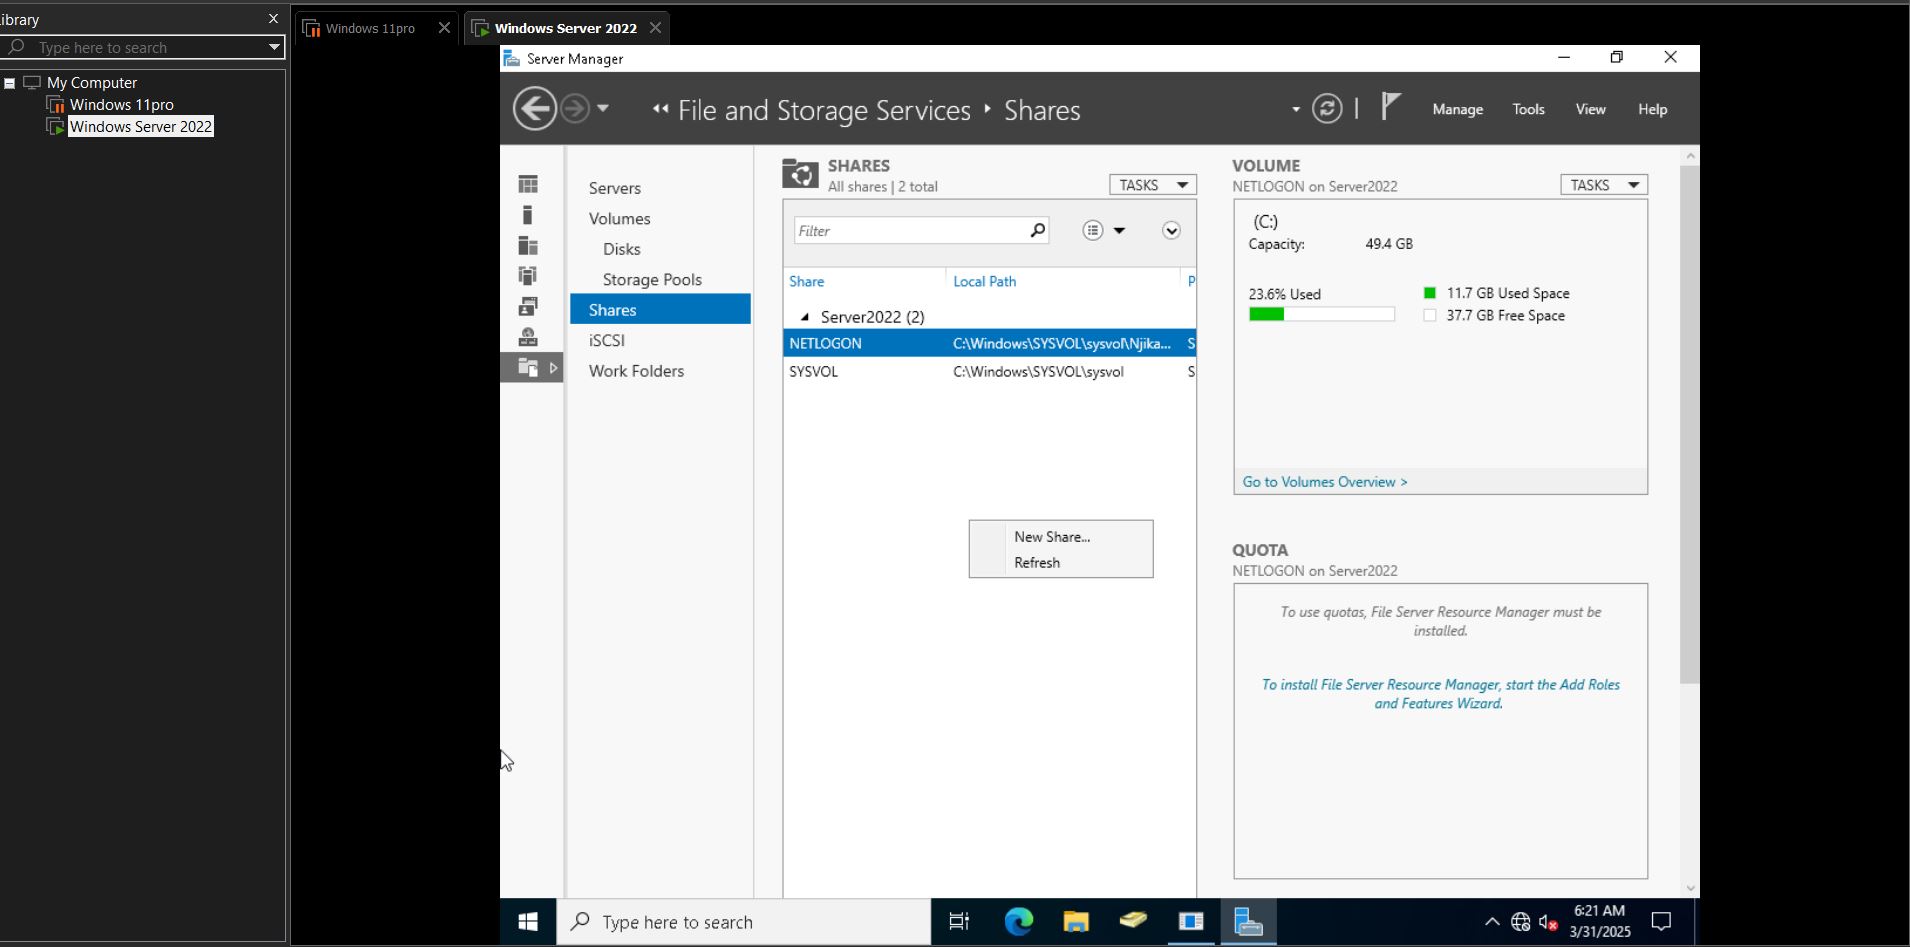 Library
Type here to search
My Computer
Windows 11pro
Windows Server 2022
Windows 11pro
Windows Server 2022
Server Manager
File and Storage Services
Shares
Manage
Tools
View
Help
Servers
Volumes
Disks
Storage Pools
Shares
iSCSI
Work Folders
SHARES
All shares | 2 total
TASKS
Filter
Share
Local Path
P
Server2022 (2)
NETLOGON
C:\Windows\SYSVOL\sysvol\Njika...
S
SYSVOL
C:\Windows\SYSVOL\sysvol
S
New Share...
Refresh
VOLUME
NETLOGON on Server2022
TASKS
(C:)
Capacity:
49.4 GB
23.6% Used
11.7 GB Used Space
37.7 GB Free Space
Go to Volumes Overview >
QUOTA
NETLOGON on Server2022
To use quotas, File Server Resource Manager must be
installed.
To install File Server Resource Manager, start the Add Roles
and Features Wizard.
Type here to search
6:21 AM
3/31/2025